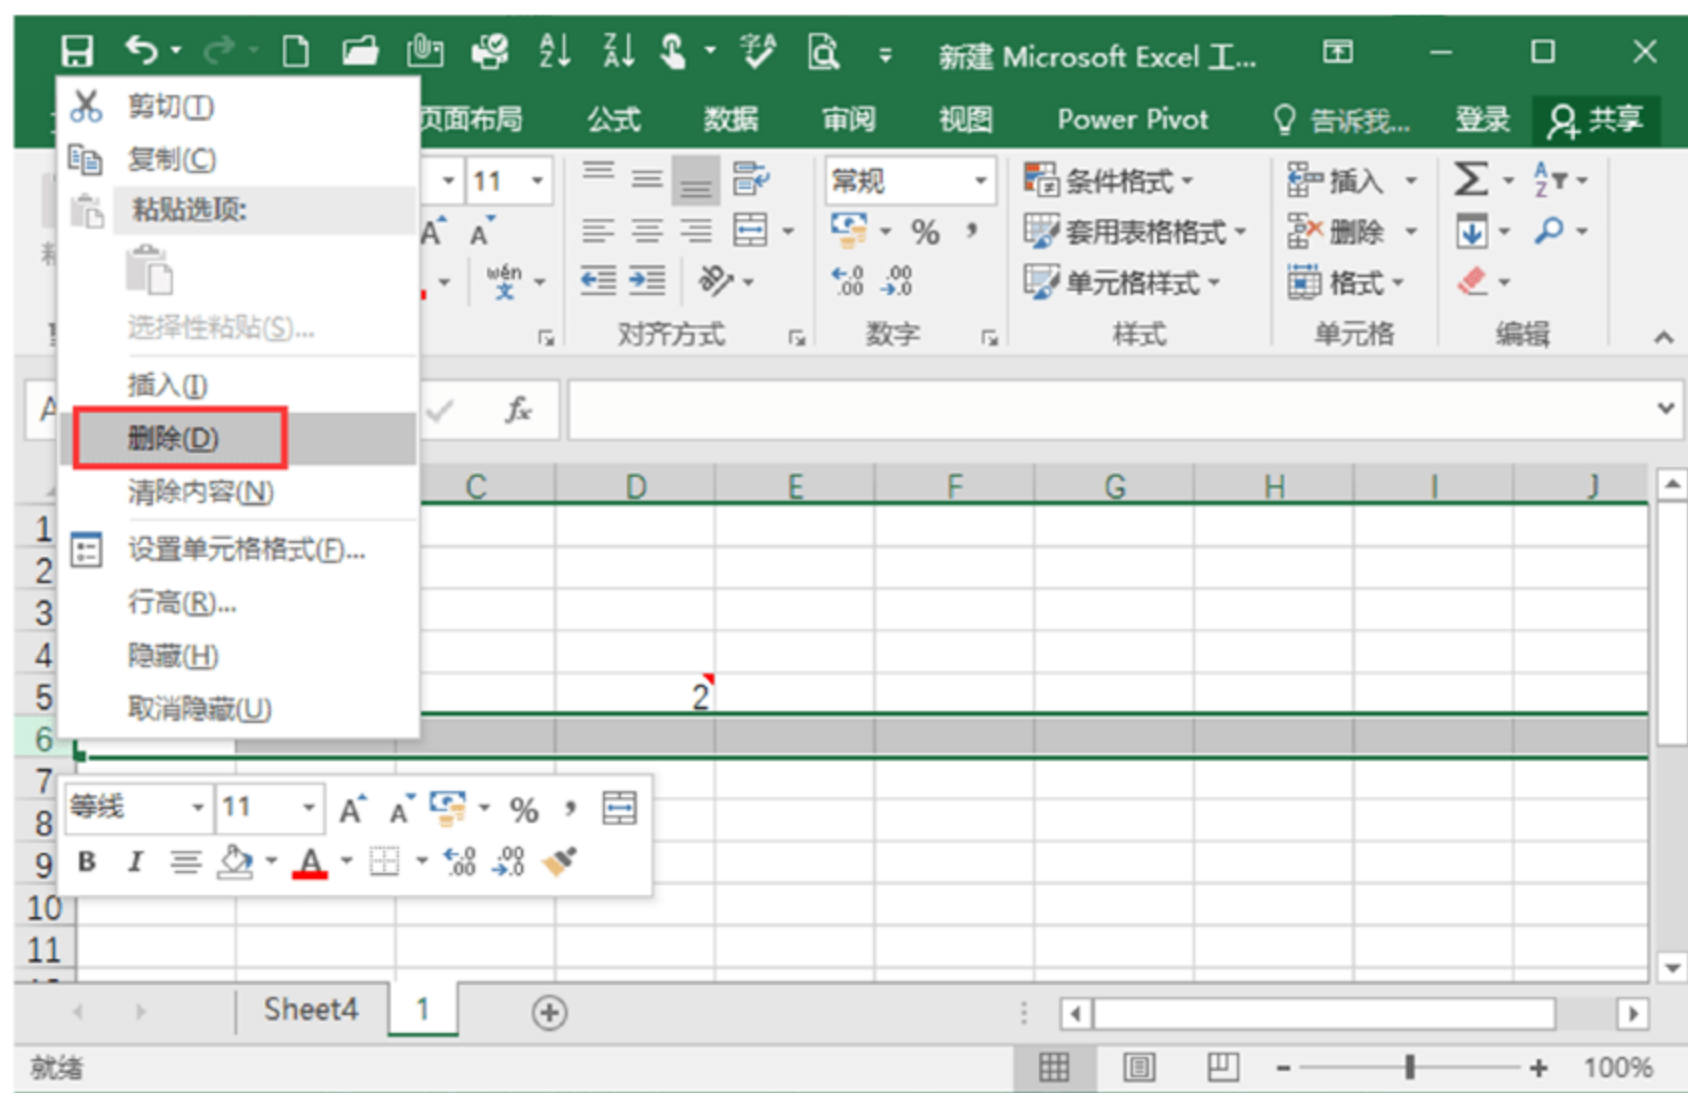 新建 Microsoft Excel 工...
页面布局 公式 数据 审阅 视图 Power Pivot 告诉我... 登录 共享
剪切(T)
复制(C)
粘贴选项:
选择性粘贴(S)...
插入(I)
删除(D)
清除内容(N)
设置单元格格式(F)...
行高(R)...
隐藏(H)
取消隐藏(U)
11 常规 条件格式 插入
套用表格格式 删除
wén 文 单元格样式 格式
对齐方式 数字 样式 单元格 编辑
A fx
C D E F G H I J
1
2
3
4
5 2
6
7
8
9
10
11
等线 11 A A % ,
B I A .0 .00 .00 .0
Sheet4 1
就绪 100%